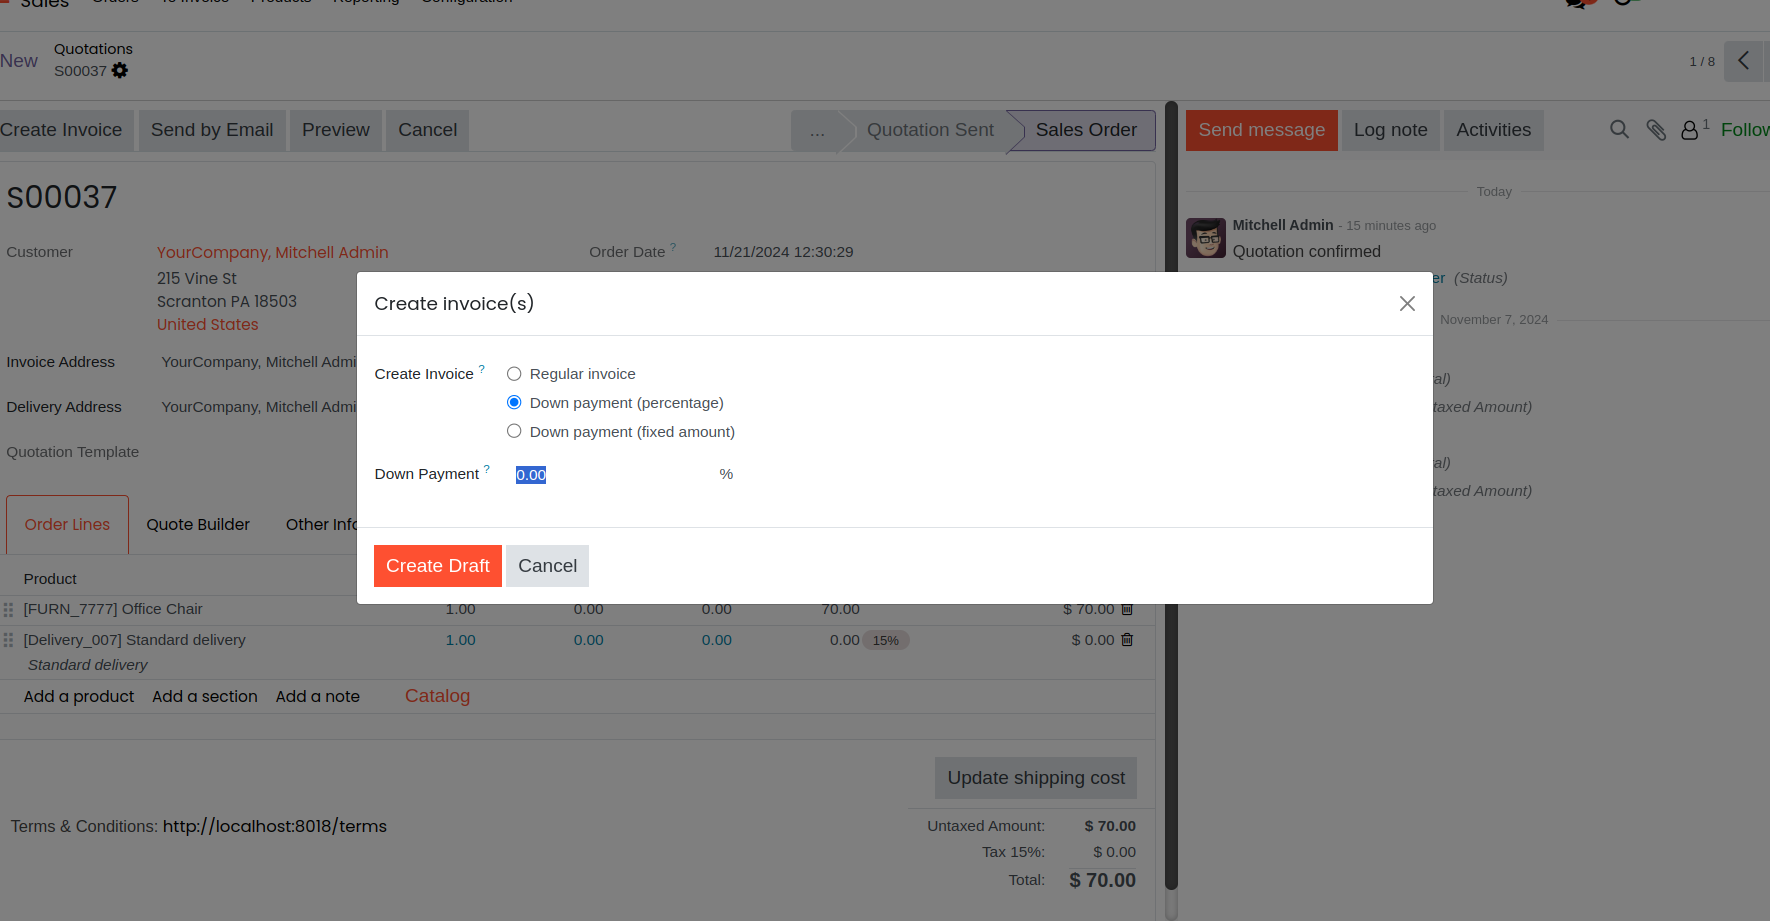 Sales Orders To Invoice Products Reporting Configuration
New
Quotations
S00037
1 / 8
Create Invoice Send by Email Preview Cancel
... Quotation Sent Sales Order
Send message Log note Activities
1 Follow
S00037
Today
Mitchell Admin - 15 minutes ago
Quotation confirmed
er (Status)
November 7, 2024
al)
taxed Amount)
al)
taxed Amount)
Customer YourCompany, Mitchell Admin
215 Vine St
Scranton PA 18503
United States
Order Date ? 11/21/2024 12:30:29
Invoice Address YourCompany, Mitchell Admi
Delivery Address YourCompany, Mitchell Admi
Quotation Template
Create invoice(s)
Create Invoice ? Regular invoice
Down payment (percentage)
Down payment (fixed amount)
Down Payment ? 0.00 %
Create Draft Cancel
Order Lines Quote Builder Other Info
Product
[FURN_7777] Office Chair 1.00 0.00 0.00 70.00 $ 70.00
[Delivery_007] Standard delivery 1.00 0.00 0.00 0.00 15% $ 0.00
Standard delivery
Add a product Add a section Add a note Catalog
Update shipping cost
Terms & Conditions: http://localhost:8018/terms
Untaxed Amount: $ 70.00
Tax 15%: $ 0.00
Total: $ 70.00